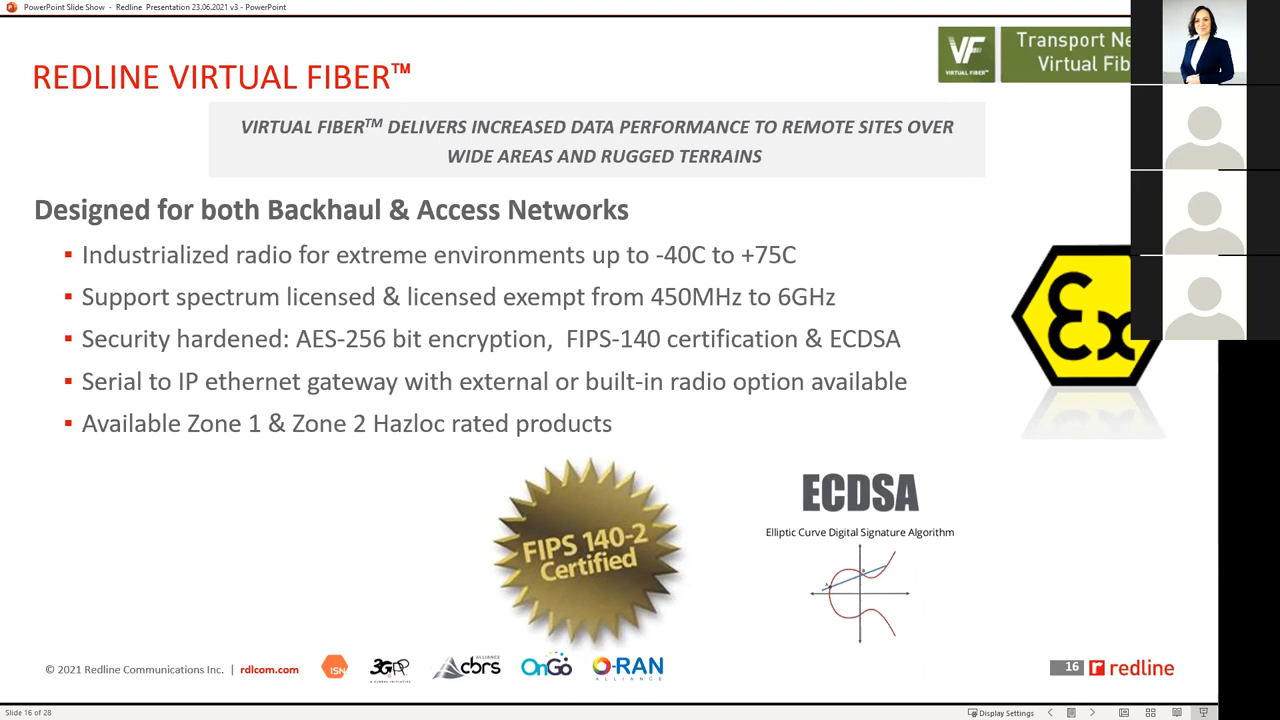 PowerPoint Slide Show - Redline Presentation 23.06.2021 v3 - PowerPoint
REDLINE VIRTUAL FIBER™
VF
VIRTUAL FIBER™
Transport Ne
Virtual Fib
VIRTUAL FIBER™ DELIVERS INCREASED DATA PERFORMANCE TO REMOTE SITES OVER
WIDE AREAS AND RUGGED TERRAINS
Designed for both Backhaul & Access Networks
▪ Industrialized radio for extreme environments up to -40C to +75C
▪ Support spectrum licensed & licensed exempt from 450MHz to 6GHz
▪ Security hardened: AES-256 bit encryption, FIPS-140 certification & ECDSA
▪ Serial to IP ethernet gateway with external or built-in radio option available
▪ Available Zone 1 & Zone 2 Hazloc rated products
Ex
FIPS 140-2
Certified
ECDSA
Elliptic Curve Digital Signature Algorithm
A
B
© 2021 Redline Communications Inc. | rdlcom.com
ISN
3GPP
A GLOBAL INITIATIVE
cbrs
ALLIANCE
OnGo
O-RAN
ALLIANCE
16
redline
Slide 16 of 28
Display Settings